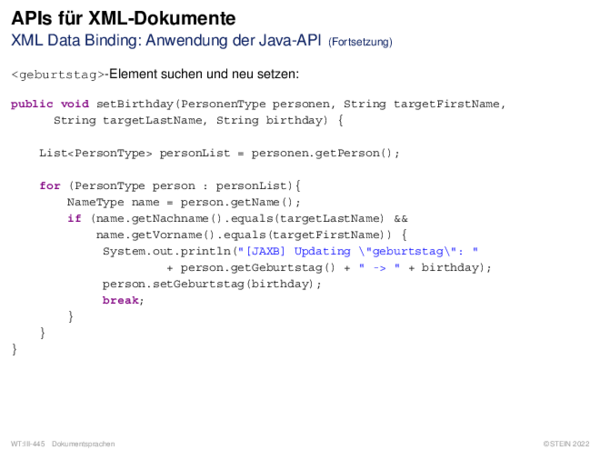 APIs für XML-Dokumente
XML Data Binding: Anwendung der Java-API (Fortsetzung)
<geburtstag>-Element suchen und neu setzen:
public void setBirthday(PersonenType personen, String targetFirstName,
      String targetLastName, String birthday) {
    List<PersonType> personList = personen.getPerson();
    for (PersonType person : personList){
        NameType name = person.getName();
        if (name.getNachname().equals(targetLastName) &&
            name.getVorname().equals(targetFirstName)) {
             System.out.println("[JAXB] Updating \"geburtstag\": "
                      + person.getGeburtstag() + " -> " + birthday);
             person.setGeburtstag(birthday);
             break;
        }
    }
}
WT:III-445 Dokumentsprachen
©STEIN 2022